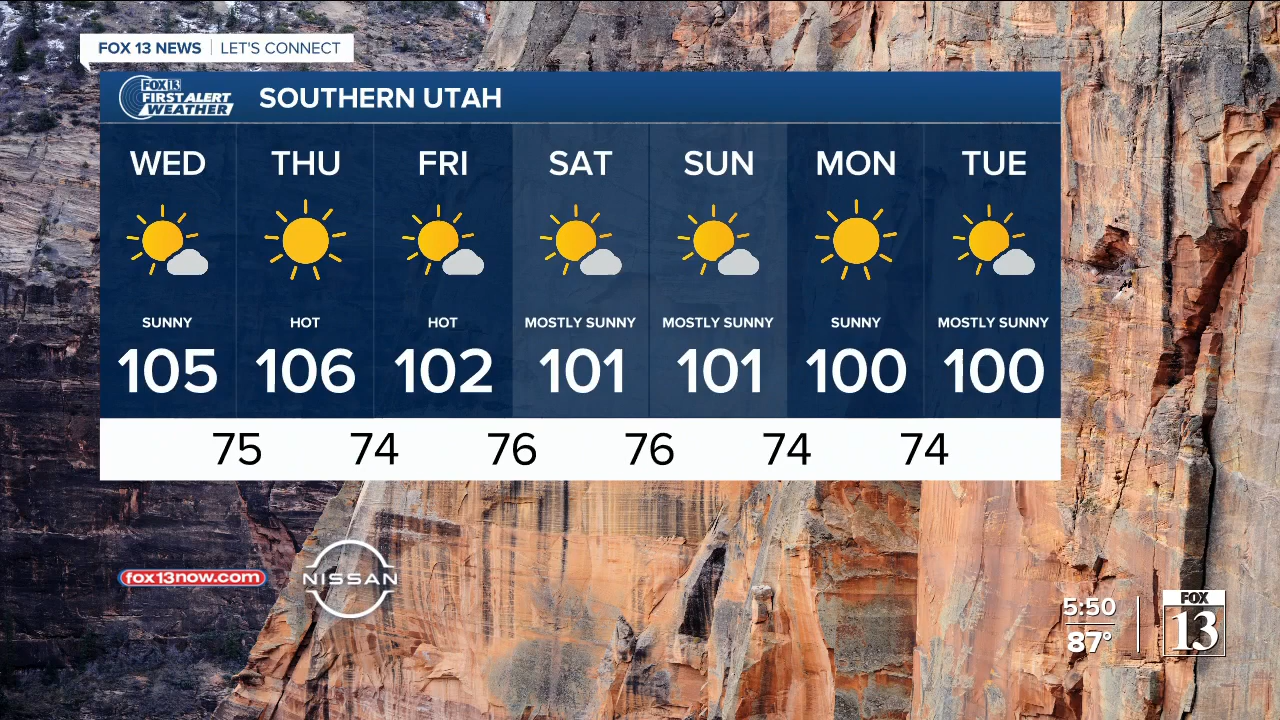 FOX 13 NEWS | LET'S CONNECT
FOX 13
FIRST ALERT
WEATHER
SOUTHERN UTAH
WED THU FRI SAT SUN MON TUE
SUNNY HOT HOT MOSTLY SUNNY MOSTLY SUNNY SUNNY MOSTLY SUNNY
105 106 102 101 101 100 100
75 74 76 76 74 74
fox13now.com
NISSAN
5:50
87°
FOX
13